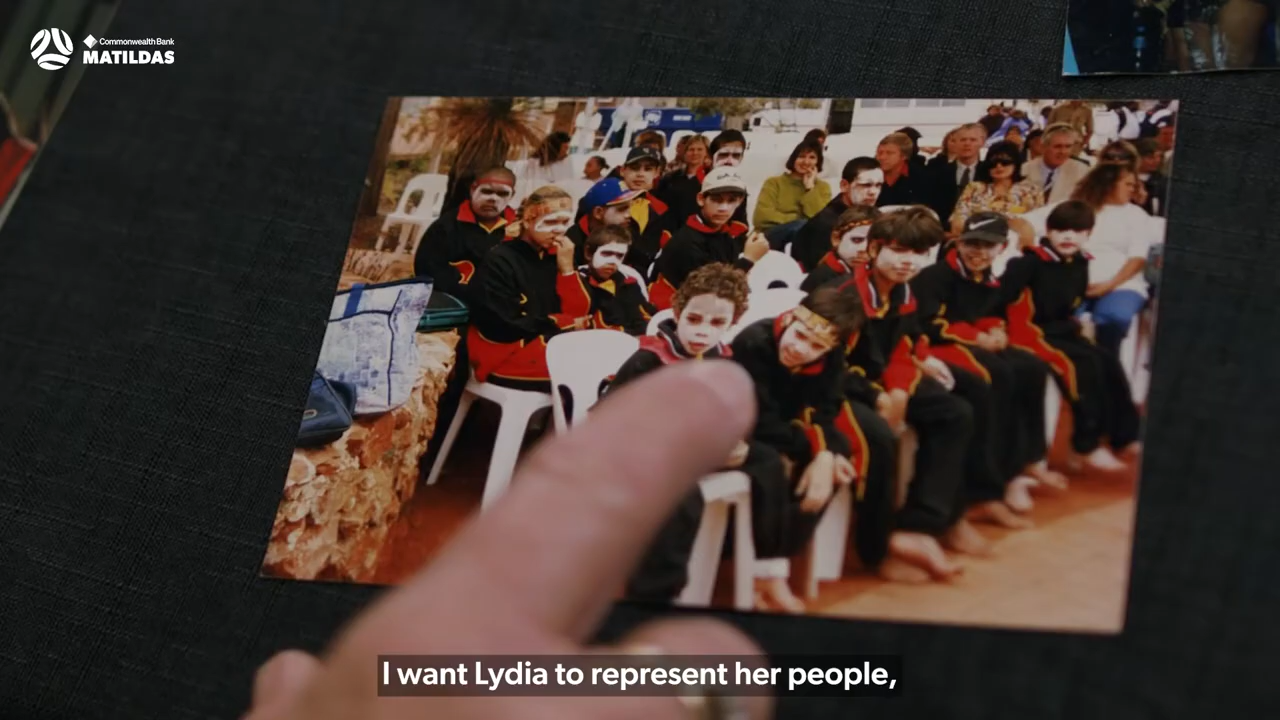 Commonwealth Bank
MATILDAS
I want Lydia to represent her people,